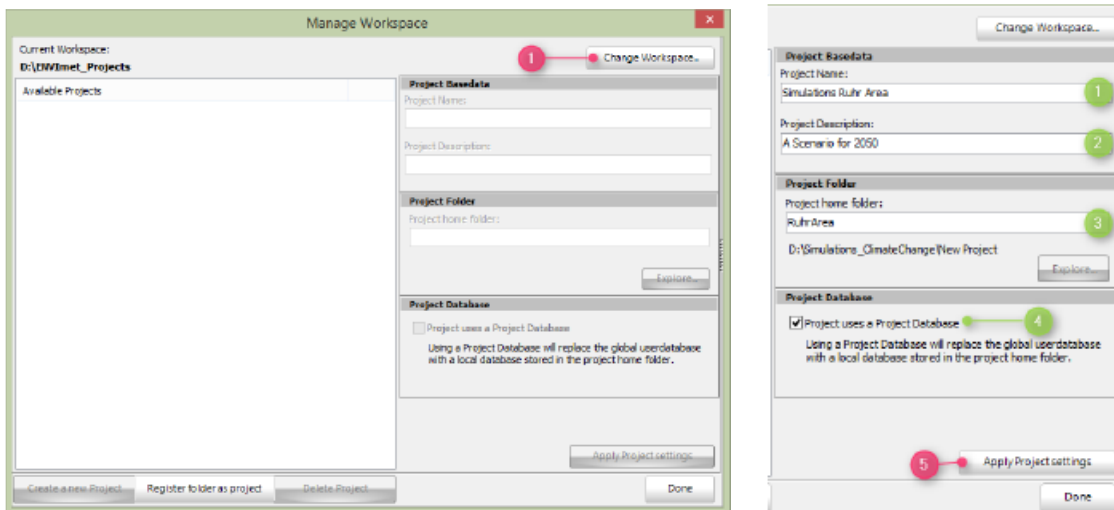 Manage Workspace
Current Workspace:
D:\ENVImet_Projects
1
Change Workspace...
Available Projects
Project Basedata
Project Name:
Project Description:
Project Folder
Project home folder:
Explore...
Project Database
Project uses a Project Database
Using a Project Database will replace the global userdatabase
with a local database stored in the project home folder.
Apply Project settings
Create a new Project
Register folder as project
Delete Project
Done
Change Workspace...
Project Basedata
Project Name:
Simulations Ruhr Area
1
Project Description:
A Scenario for 2050
2
Project Folder
Project home folder:
RuhrArea
3
D:\Simulations_ClimateChange\New Project
Explore...
Project Database
Project uses a Project Database
4
Using a Project Database will replace the global userdatabase
with a local database stored in the project home folder.
5
Apply Project settings
Done